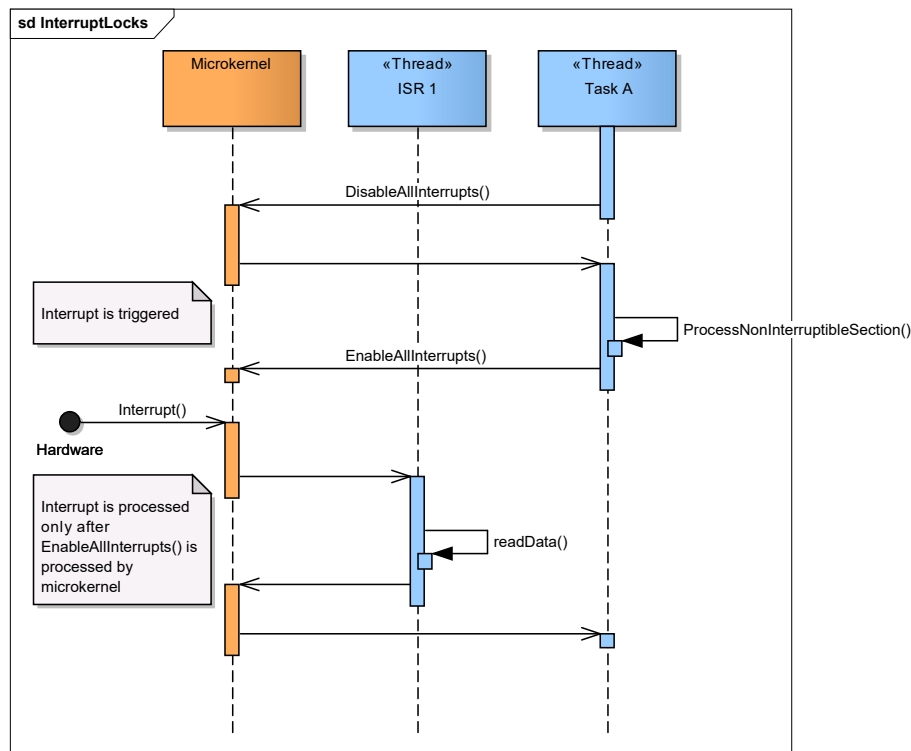 sd InterruptLocks
Microkernel
«Thread»
ISR 1
«Thread»
Task A
DisableAllInterrupts()
Interrupt is triggered
ProcessNonInterruptibleSection()
EnableAllInterrupts()
Interrupt()
Hardware
Interrupt is processed
only after
EnableAllInterrupts() is
processed by
microkernel
readData()